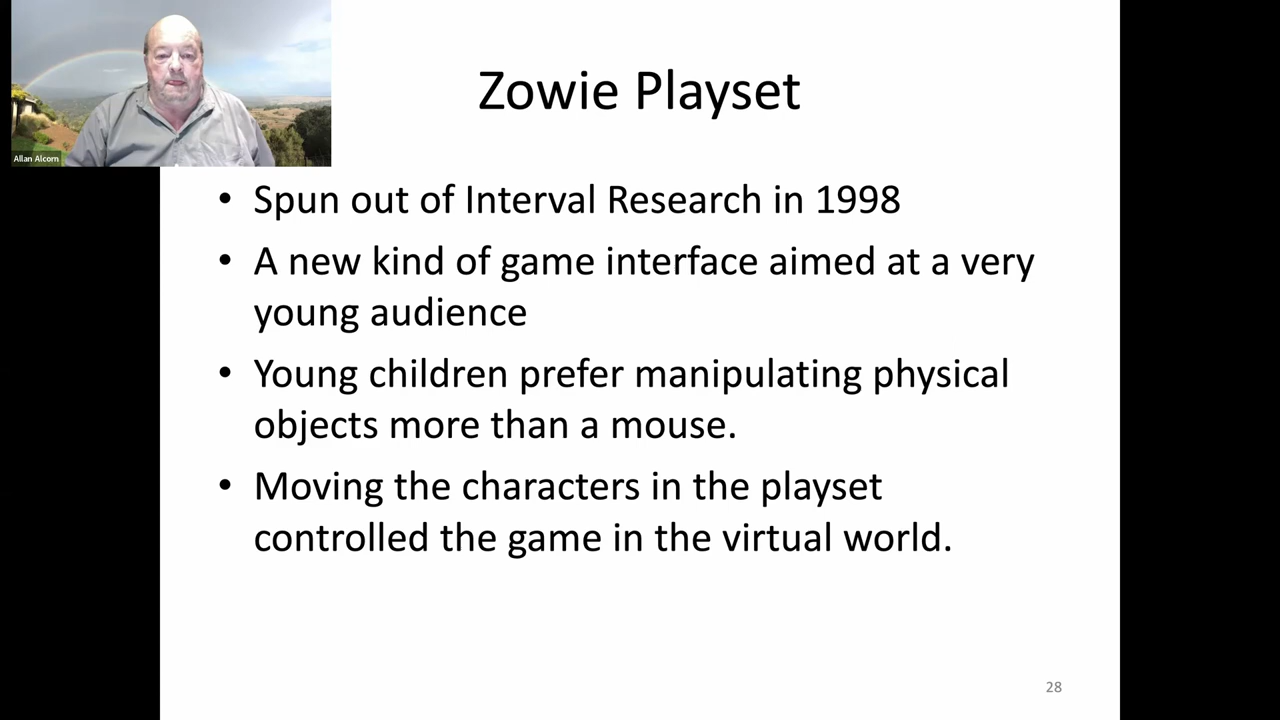 Allan Alcorn
Zowie Playset
• Spun out of Interval Research in 1998
• A new kind of game interface aimed at a very
young audience
• Young children prefer manipulating physical
objects more than a mouse.
• Moving the characters in the playset
controlled the game in the virtual world.
28